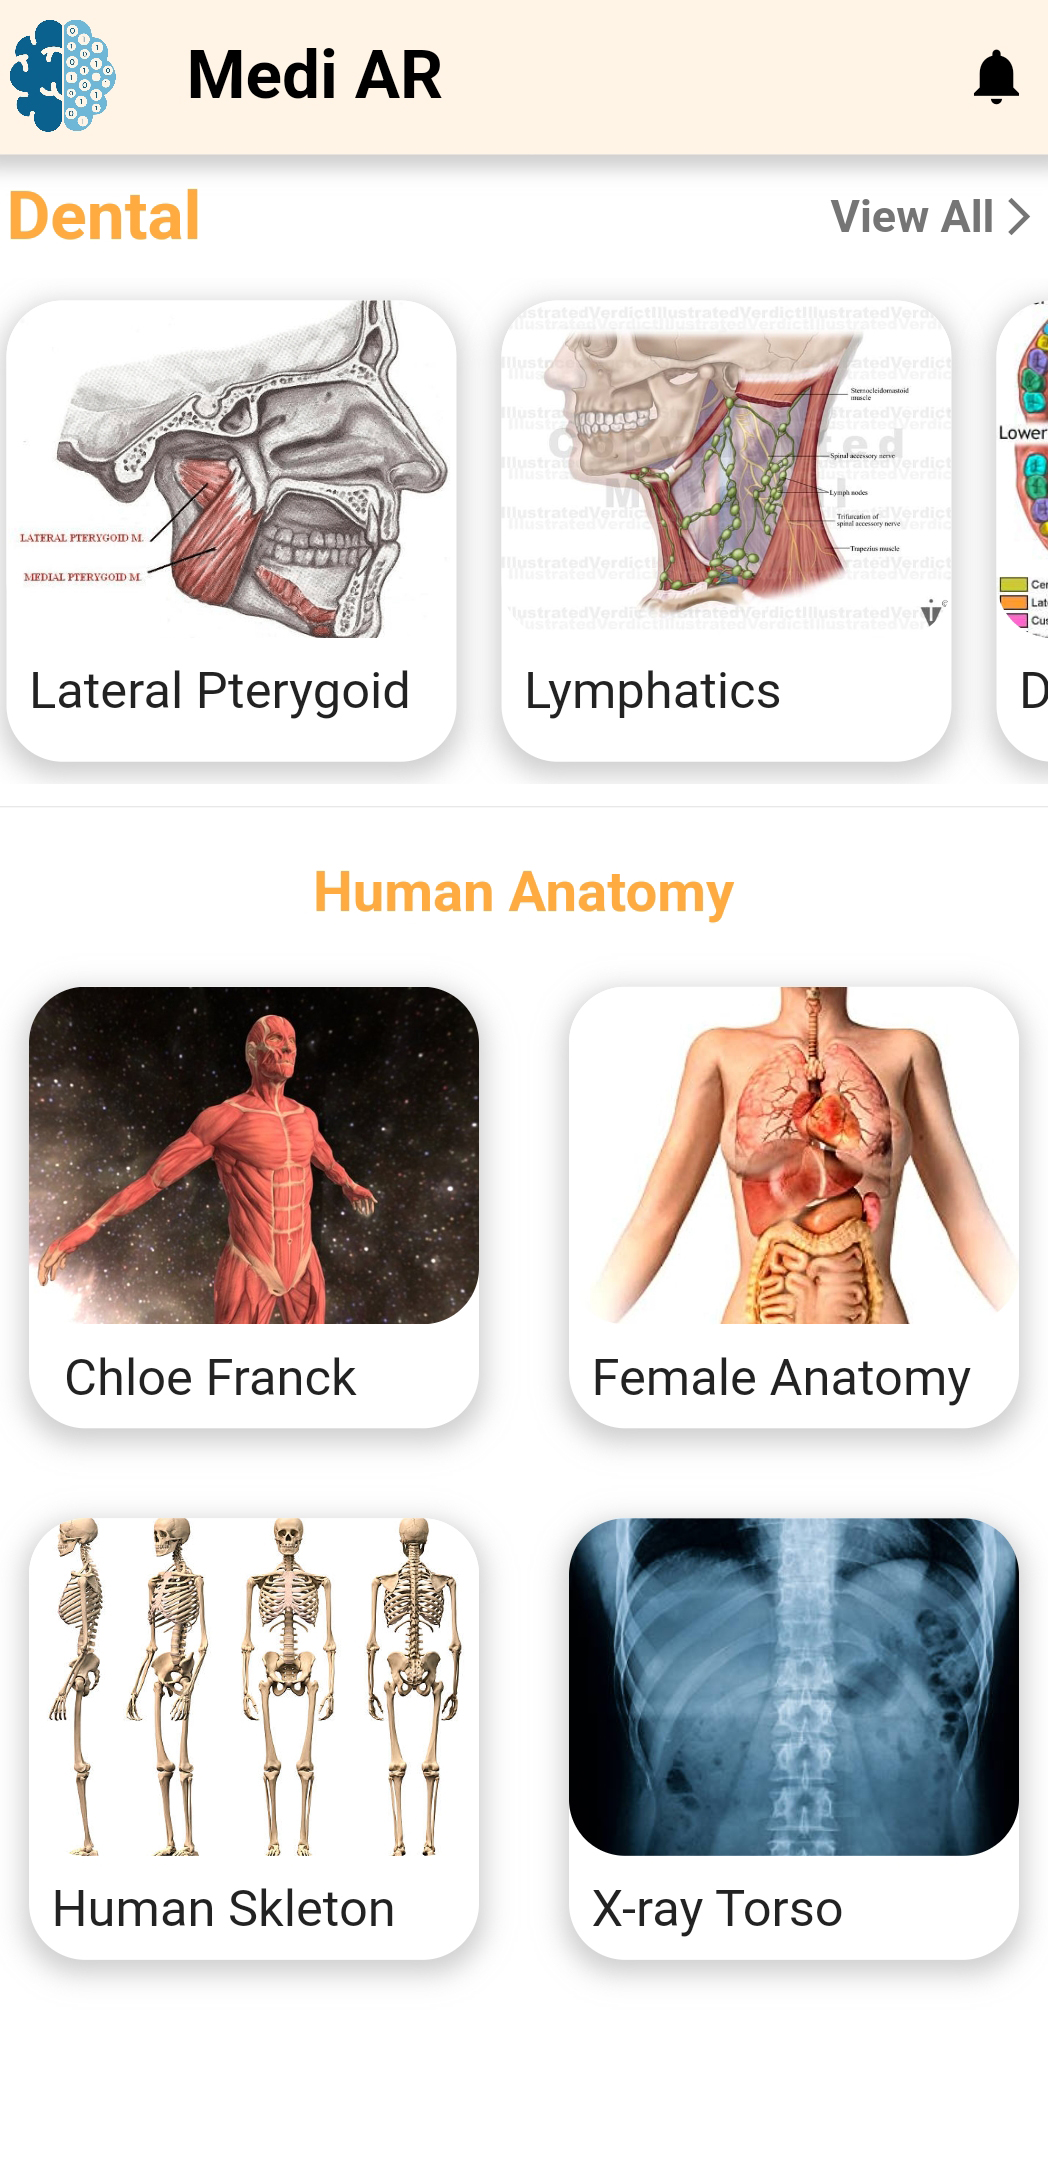 Medi AR
Dental
View All
LATERAL PTERYGOID M.
MEDIAL PTERYGOID M.
Lateral Pterygoid
IllustratedVerdict
Sternocleidomastoid
muscle
Spinal accessory nerve
Lymph nodes
Trifurcation of
spinal accessory nerve
Trapezius muscle
Lymphatics
Lower
Cer
Late
Cus
D
Human Anatomy
Chloe Franck
Female Anatomy
Human Skleton
X-ray Torso